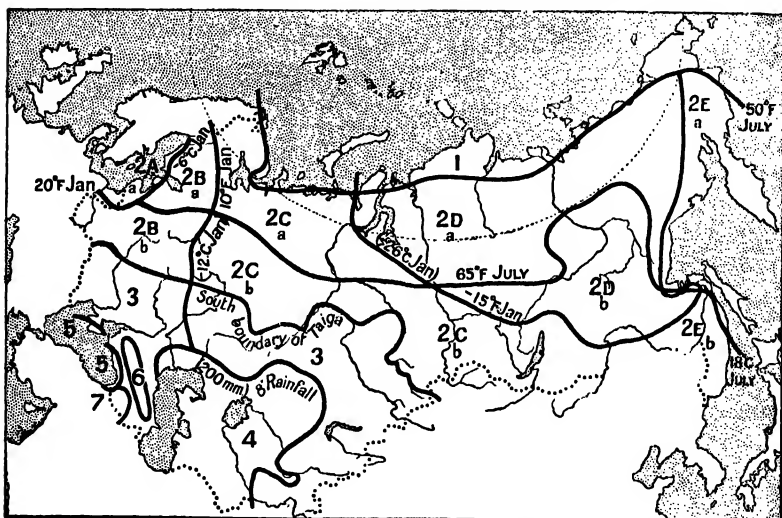 2E
a
50°F
JULY
1
2A
a
-6°C Jan
10°F Jan
2B
a
20°F Jan
2C
a
2D
a
(-26°C Jan)
65°F JULY
2B
b
(-12°C Jan)
2C
b
-15°F Jan
2D
b
3
South
Boundary of Taiga
3
2C
b
2E
b
18°C
JULY
5
5
6
7
(200mm)
8" Rainfall
4